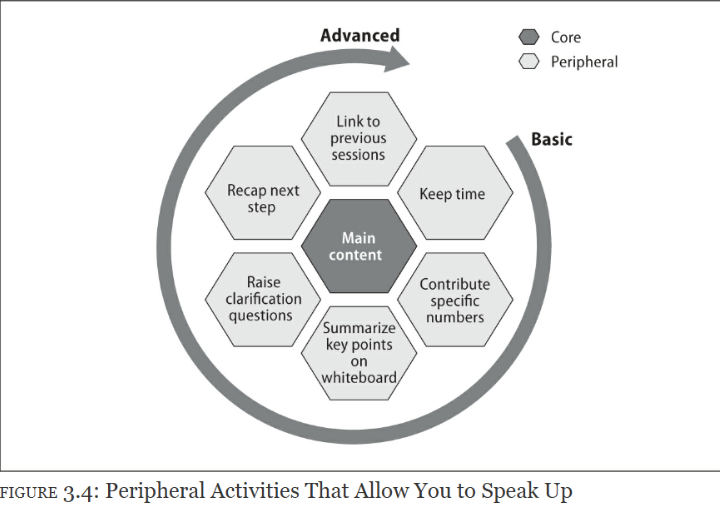 Advanced
Core
Peripheral
Basic
Link to
previous
sessions
Recap next
step
Keep time
Main
content
Raise
clarification
questions
Contribute
specific
numbers
Summarize
key points
on
whiteboard
FIGURE 3.4: Peripheral Activities That Allow You to Speak Up